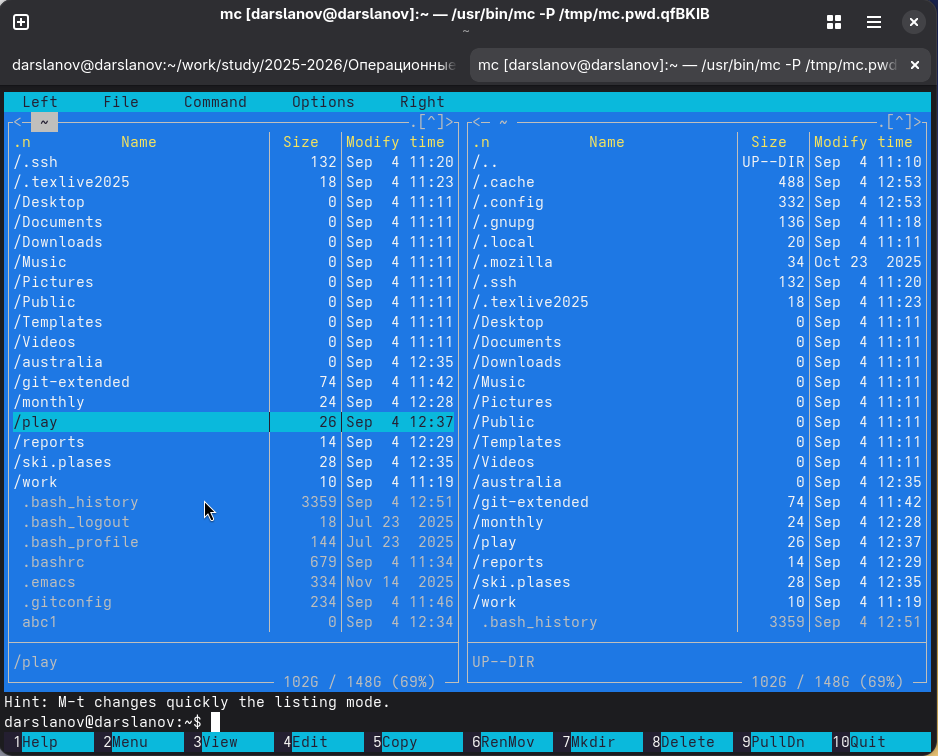 mc [darslanov@darslanov]:~ — /usr/bin/mc -P /tmp/mc.pwd.qfBKIB
~
darslanov@darslanov:~/work/study/2025-2026/Операционные
mc [darslanov@darslanov]:~ — /usr/bin/mc -P /tmp/mc.pwd
Left File Command Options Right
<─ ~ .[^]> <─ ~ .[^]>
.n Name Size Modify time .n Name Size Modify time
/.ssh 132 Sep 4 11:20 /.. UP--DIR Sep 4 11:10
/.texlive2025 18 Sep 4 11:23 /.cache 488 Sep 4 12:53
/Desktop 0 Sep 4 11:11 /.config 332 Sep 4 12:53
/Documents 0 Sep 4 11:11 /.gnupg 136 Sep 4 11:18
/Downloads 0 Sep 4 11:11 /.local 20 Sep 4 11:11
/Music 0 Sep 4 11:11 /.mozilla 34 Oct 23 2025
/Pictures 0 Sep 4 11:11 /.ssh 132 Sep 4 11:20
/Public 0 Sep 4 11:11 /.texlive2025 18 Sep 4 11:23
/Templates 0 Sep 4 11:11 /Desktop 0 Sep 4 11:11
/Videos 0 Sep 4 11:11 /Documents 0 Sep 4 11:11
/australia 0 Sep 4 12:35 /Downloads 0 Sep 4 11:11
/git-extended 74 Sep 4 11:42 /Music 0 Sep 4 11:11
/monthly 24 Sep 4 12:28 /Pictures 0 Sep 4 11:11
/play 26 Sep 4 12:37 /Public 0 Sep 4 11:11
/reports 14 Sep 4 12:29 /Templates 0 Sep 4 11:11
/ski.plases 28 Sep 4 12:35 /Videos 0 Sep 4 11:11
/work 10 Sep 4 11:19 /australia 0 Sep 4 12:35
.bash_history 3359 Sep 4 12:51 /git-extended 74 Sep 4 11:42
.bash_logout 18 Jul 23 2025 /monthly 24 Sep 4 12:28
.bash_profile 144 Jul 23 2025 /play 26 Sep 4 12:37
.bashrc 679 Sep 4 11:34 /reports 14 Sep 4 12:29
.emacs 334 Nov 14 2025 /ski.plases 28 Sep 4 12:35
.gitconfig 234 Sep 4 11:46 /work 10 Sep 4 11:19
abc1 0 Sep 4 12:34 .bash_history 3359 Sep 4 12:51
/play UP--DIR
102G / 148G (69%) 102G / 148G (69%)
Hint: M-t changes quickly the listing mode.
darslanov@darslanov:~$
1Help 2Menu 3View 4Edit 5Copy 6RenMov 7Mkdir 8Delete 9PullDn 10Quit